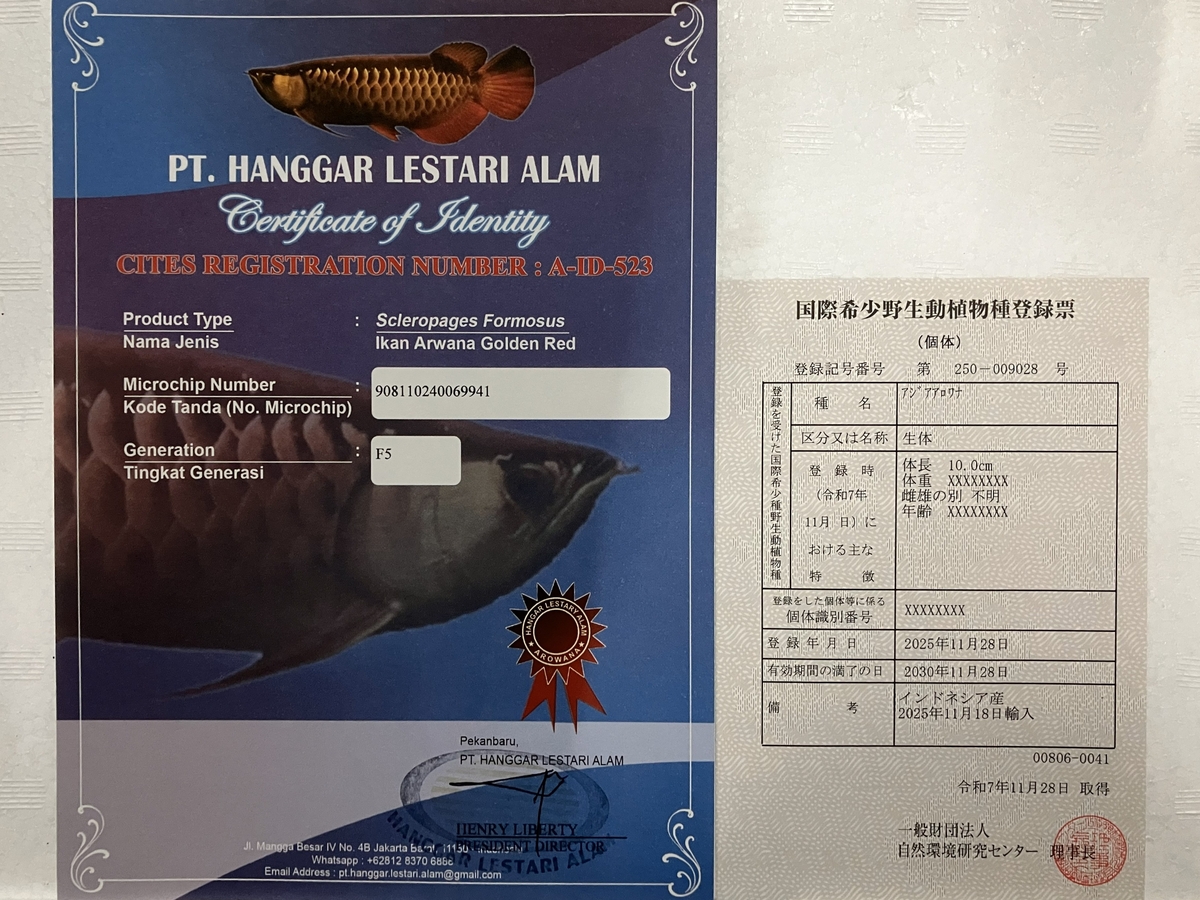 PT. HANGGAR LESTARI ALAM
Certificate of Identity
CITES REGISTRATION NUMBER : A-ID-523
Product Type : Scleropages Formosus
Nama Jenis Ikan Arwana Golden Red
Microchip Number : 908110240069941
Kode Tanda (No. Microchip)
Generation : F5
Tingkat Generasi
HANGGAR LESTARY ALAM
AROWANA
Pekanbaru,
PT. HANGGAR LESTARI ALAM
HENRY LIBERTY
PRESIDENT DIRECTOR
HANGGAR LESTARI ALAM
Jl. Mangga Besar IV No. 4B Jakarta
Whatsapp : +62812 8370
Email Address : pt.hanggar.lestari.alam@gmail.com
国際希少野生動植物種登録票
(個体)
登録記号番号 第 250-009028 号
登録を受けた国際希少種野生動植物種
種 名 アジアアロワナ
区分又は名称 生体
登録時
(令和7年
11月 日)に
おける主な
特 徴
体長 10.0cm
体重 XXXXXXXX
雌雄の別 不明
年齢 XXXXXXXX
登録をした個体等に係る
個体識別番号 XXXXXXXX
登録年月日 2025年11月28日
有効期間の満了の日 2030年11月28日
備 考 インドネシア産
2025年11月18日輸入
00806-0041
令和7年11月28日 取得
一般財団法人
自然環境研究センター 理事長